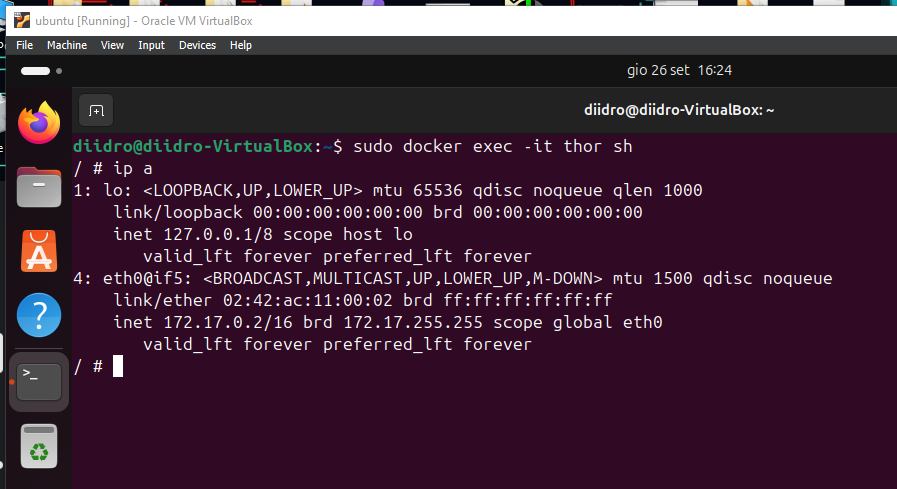 ubuntu [Running] - Oracle VM VirtualBox
File Machine View Input Devices Help
gio 26 set 16:24
diidro@diidro-VirtualBox: ~
diidro@diidro-VirtualBox:~$ sudo docker exec -it thor sh
/ # ip a
1: lo: <LOOPBACK,UP,LOWER_UP> mtu 65536 qdisc noqueue qlen 1000
    link/loopback 00:00:00:00:00:00 brd 00:00:00:00:00:00
    inet 127.0.0.1/8 scope host lo
       valid_lft forever preferred_lft forever
4: eth0@if5: <BROADCAST,MULTICAST,UP,LOWER_UP,M-DOWN> mtu 1500 qdisc noqueue
    link/ether 02:42:ac:11:00:02 brd ff:ff:ff:ff:ff:ff
    inet 172.17.0.2/16 brd 172.17.255.255 scope global eth0
       valid_lft forever preferred_lft forever
/ #